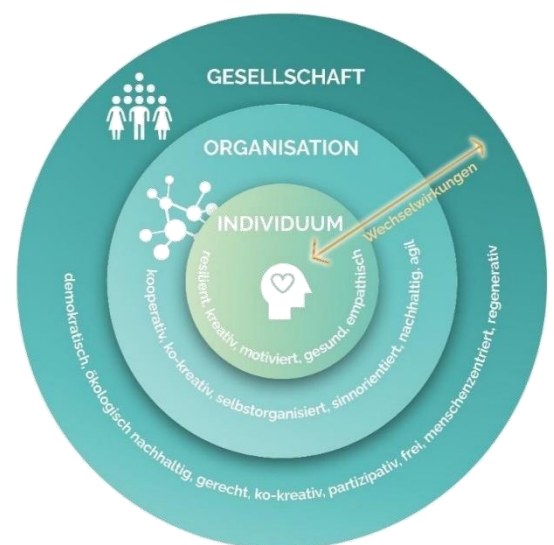 GESELLSCHAFT
ORGANISATION
Wechselwirkungen
INDIVIDUUM
resilient, kreativ, motiviert, gesund, empathisch
kooperativ, ko-kreativ, selbstorganisiert, sinnorientiert, nachhaltig, agil
demokratisch, ökologisch nachhaltig, gerecht, ko-kreativ, partizipativ, frei, menschenzentriert, regenerativ